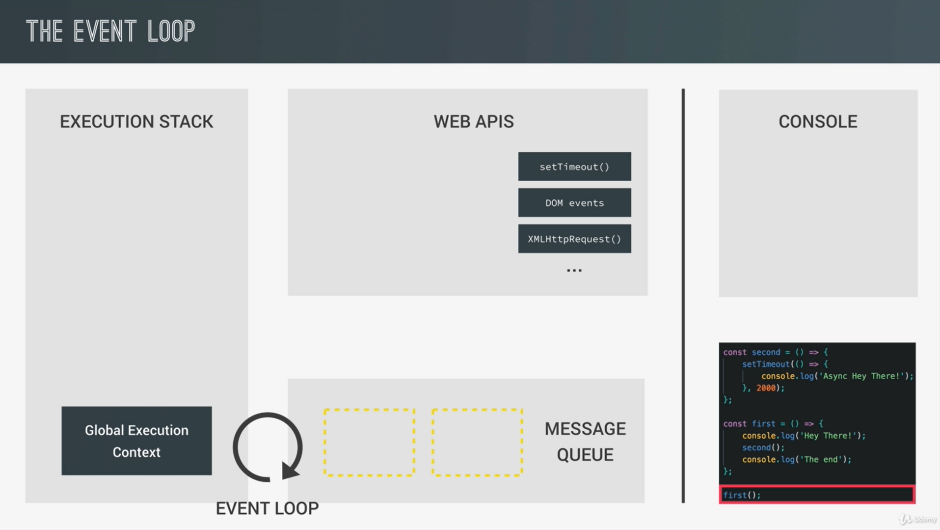 THE EVENT LOOP
EXECUTION STACK
Global Execution
Context
EVENT LOOP
WEB APIS
setTimeout()
DOM events
XMLHttpRequest()
...
MESSAGE
QUEUE
CONSOLE
const second = () => {
setTimeout(() => {
console.log('Async Hey There!');
}, 2000);
};
const first = () => {
console.log('Hey There!');
second();
console.log('The end');
};
first();
Udemy